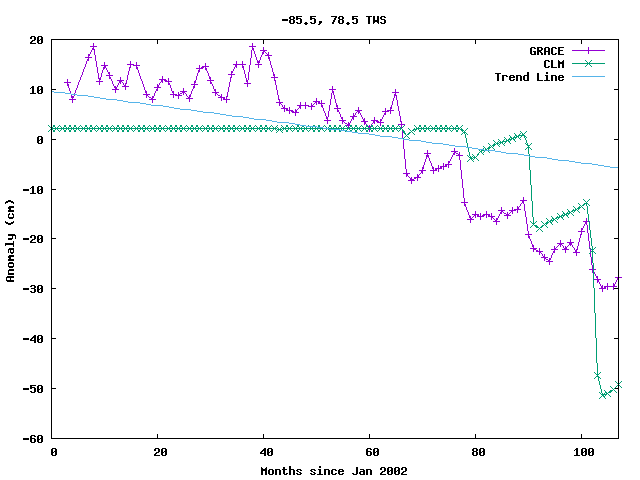 -85.5, 78.5 TWS
GRACE
CLM
Trend Line
20
10
0
-10
-20
-30
-40
-50
-60
Anomaly (cm)
0 20 40 60 80 100
Months since Jan 2002